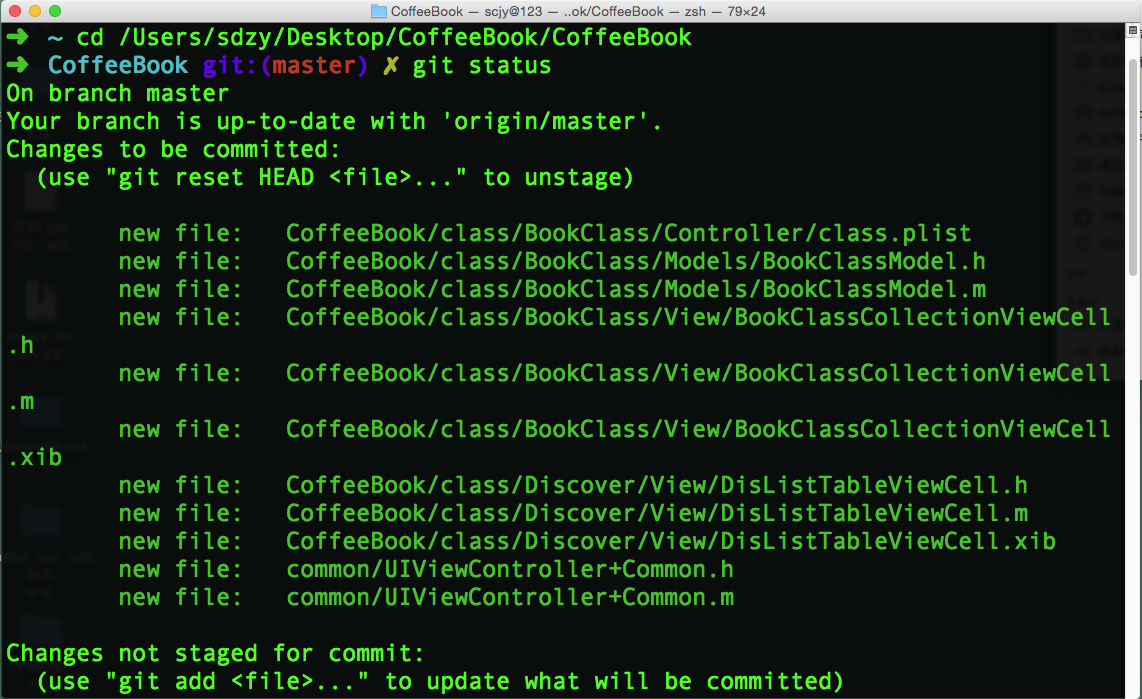 CoffeeBook — scjy@123 — ..ok/CoffeeBook — zsh — 79×24
➜ ~ cd /Users/sdzy/Desktop/CoffeeBook/CoffeeBook
➜ CoffeeBook git:(master) ✗ git status
On branch master
Your branch is up-to-date with 'origin/master'.
Changes to be committed:
(use "git reset HEAD <file>..." to unstage)
new file: CoffeeBook/class/BookClass/Controller/class.plist
new file: CoffeeBook/class/BookClass/Models/BookClassModel.h
new file: CoffeeBook/class/BookClass/Models/BookClassModel.m
new file: CoffeeBook/class/BookClass/View/BookClassCollectionViewCell
.h
new file: CoffeeBook/class/BookClass/View/BookClassCollectionViewCell
.m
new file: CoffeeBook/class/BookClass/View/BookClassCollectionViewCell
.xib
new file: CoffeeBook/class/Discover/View/DisListTableViewCell.h
new file: CoffeeBook/class/Discover/View/DisListTableViewCell.m
new file: CoffeeBook/class/Discover/View/DisListTableViewCell.xib
new file: common/UIViewController+Common.h
new file: common/UIViewController+Common.m
Changes not staged for commit:
(use "git add <file>..." to update what will be committed)